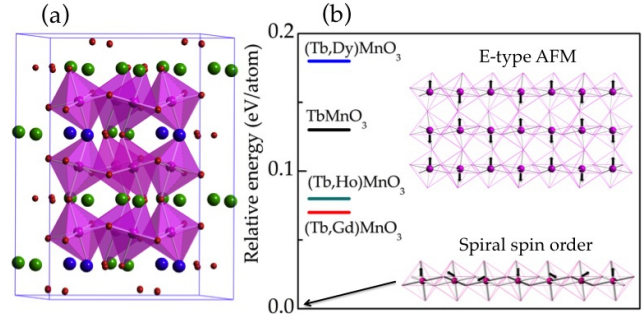 (a)
(b)
Relative energy (eV/atom)
0.2
0.1
0.0
(Tb,Dy)MnO₃
TbMnO₃
(Tb,Ho)MnO₃
(Tb,Gd)MnO₃
E-type AFM
Spiral spin order